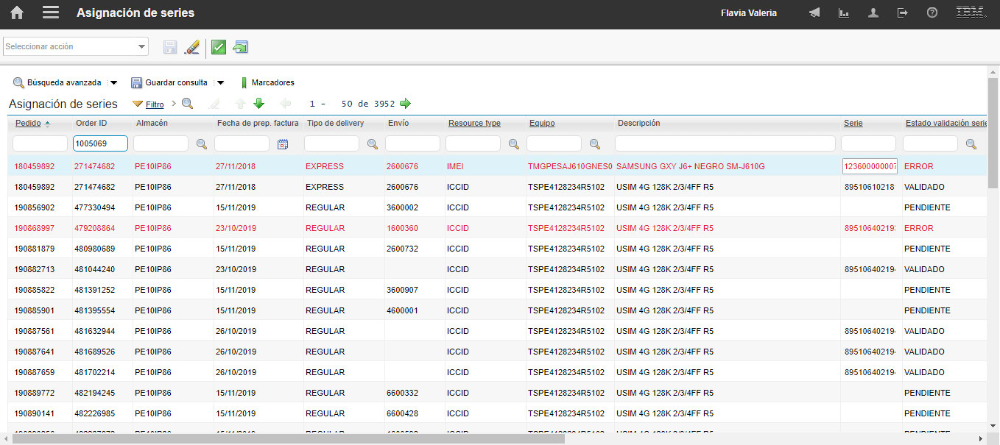 Asignación de series Flavia Valeria IBM.
Seleccionar acción
Búsqueda avanzada Guardar consulta Marcadores
Asignación de series Filtro 1 - 50 de 3952
Pedido Order ID Almacén Fecha de prep. factura Tipo de delivery Envío Resource type Equipo Descripción Serie Estado validación serie
1005069
180459892 271474682 PE10IP86 27/11/2018 EXPRESS 2600676 IMEI TMGPESAJ610GNES0 SAMSUNG GXY J6+ NEGRO SM-J610G 123600000007 ERROR
180459892 271474682 PE10IP86 27/11/2018 EXPRESS 2600676 ICCID TSPE4128234R5102 USIM 4G 128K 2/3/4FF R5 89510610218 VALIDADO
190856902 477330494 PE10IP86 15/11/2019 REGULAR 3600002 ICCID TSPE4128234R5102 USIM 4G 128K 2/3/4FF R5 PENDIENTE
190868997 479208864 PE10IP86 23/10/2019 REGULAR 1600360 ICCID TSPE4128234R5102 USIM 4G 128K 2/3/4FF R5 89510640219 ERROR
190881879 480980689 PE10IP86 15/11/2019 REGULAR 2600732 ICCID TSPE4128234R5102 USIM 4G 128K 2/3/4FF R5 PENDIENTE
190882713 481044240 PE10IP86 23/10/2019 REGULAR ICCID TSPE4128234R5102 USIM 4G 128K 2/3/4FF R5 89510640219 VALIDADO
190885822 481391252 PE10IP86 15/11/2019 REGULAR 3600907 ICCID TSPE4128234R5102 USIM 4G 128K 2/3/4FF R5 PENDIENTE
190885901 481395554 PE10IP86 15/11/2019 REGULAR 4600001 ICCID TSPE4128234R5102 USIM 4G 128K 2/3/4FF R5 PENDIENTE
190887561 481632944 PE10IP86 26/10/2019 REGULAR ICCID TSPE4128234R5102 USIM 4G 128K 2/3/4FF R5 89510640219 VALIDADO
190887641 481689526 PE10IP86 26/10/2019 REGULAR ICCID TSPE4128234R5102 USIM 4G 128K 2/3/4FF R5 89510640219 VALIDADO
190887659 481702214 PE10IP86 26/10/2019 REGULAR ICCID TSPE4128234R5102 USIM 4G 128K 2/3/4FF R5 89510640219 VALIDADO
190889772 482194245 PE10IP86 15/11/2019 REGULAR 6600332 ICCID TSPE4128234R5102 USIM 4G 128K 2/3/4FF R5 PENDIENTE
190890141 482226985 PE10IP86 15/11/2019 REGULAR 6600428 ICCID TSPE4128234R5102 USIM 4G 128K 2/3/4FF R5 PENDIENTE